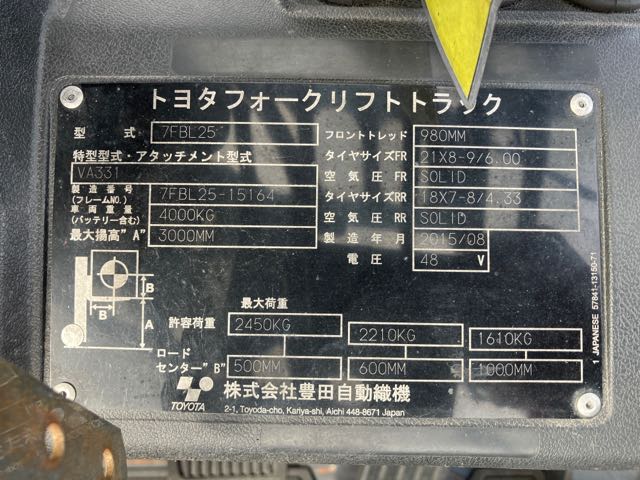 トヨタフォークリフトトラック
型式 7FBL25
特型型式・アタッチメント型式
VA331
製造番号
(フレームNO.) 7FBL25-15164
車両重量
(バッテリー含む) 4000KG
最大揚高"A" 3000MM
フロントトレッド 980MM
タイヤサイズFR 21X8-9/6.00
空気圧FR SOLID
タイヤサイズRR 18X7-8/4.33
空気圧RR SOLID
製造年月 2015/08
電圧 48 V
B
B
A
最大荷重
許容荷重 2450KG 2210KG 1610KG
ロード
センター"B" 500MM 600MM 1000MM
TOYOTA
株式会社豊田自動織機
2-1, Toyoda-cho, Kariya-shi, Aichi 448-8671 Japan
1 JAPANESE 57841-13150-71